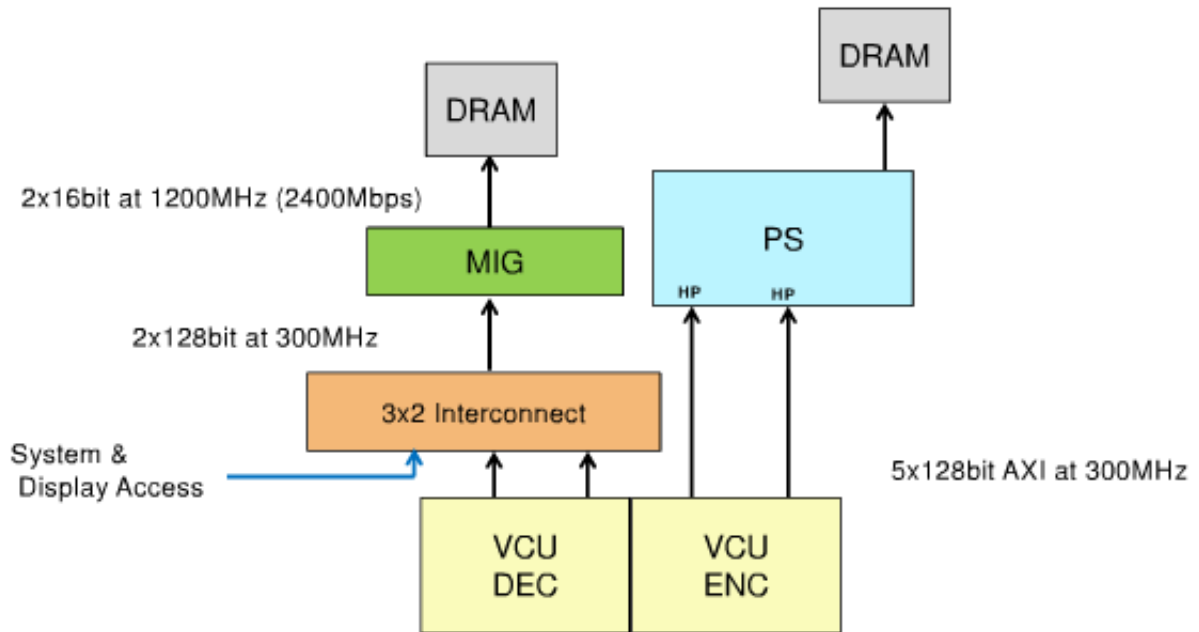 DRAM
DRAM
2x16bit at 1200MHz (2400Mbps)
PS
MIG
HP
HP
2x128bit at 300MHz
3x2 Interconnect
System &
Display Access
5x128bit AXI at 300MHz
VCU
DEC
VCU
ENC